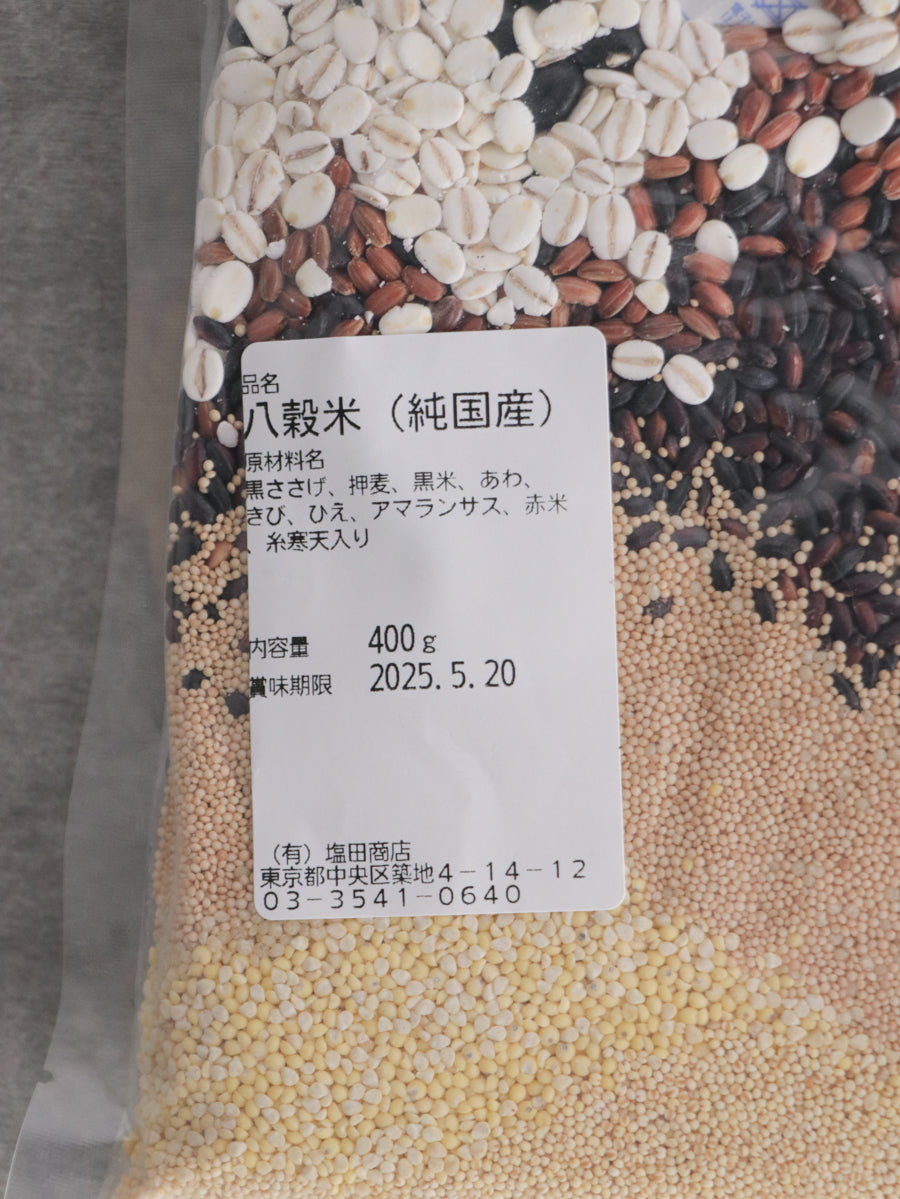 品名
八穀米（純国産）
原材料名
黒ささげ、押麦、黒米、あわ、
きび、ひえ、アマランサス、赤米
、糸寒天入り
内容量 400g
賞味期限 2025.5.20
（有）塩田商店
東京都中央区築地4－14－12
03－3541－0640